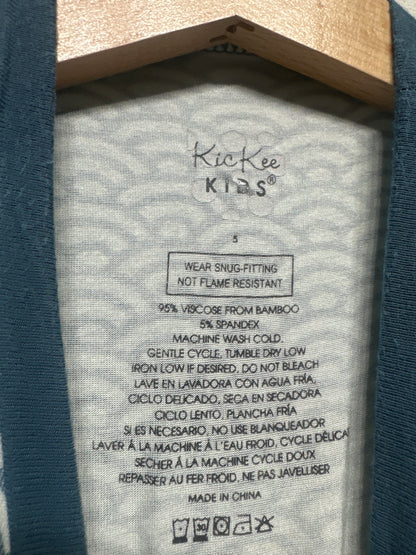 KicKee
KIDS®
5
WEAR SNUG-FITTING
NOT FLAME RESISTANT
95% VISCOSE FROM BAMBOO
5% SPANDEX
MACHINE WASH COLD.
GENTLE CYCLE, TUMBLE DRY LOW
IRON LOW IF DESIRED, DO NOT BLEACH
LAVE EN LAVADORA CON AGUA FRÍA,
CICLO DELICADO, SECA EN SECADORA
CICLO LENTO, PLANCHA FRÍA
SI ES NECESARIO, NO USE BLANQUEADOR
LAVER À LA MACHINE À L'EAU FROID, CYCLE DÉLICA
SÉCHER À LA MACHINE CYCLE DOUX
REPASSER AU FER FROID, NE PAS JAVELLISER
MADE IN CHINA
30